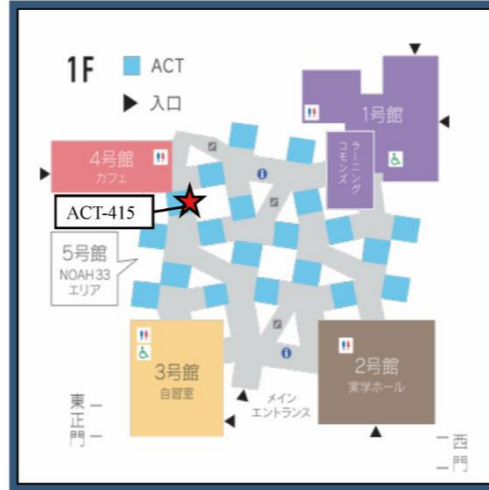 1F
ACT
入口
1号館
ラーニング
コモンズ
4号館
カフェ
ACT-415
5号館
NOAH33
エリア
3号館
自習室
2号館
実学ホール
メイン
エントランス
東正門
西門